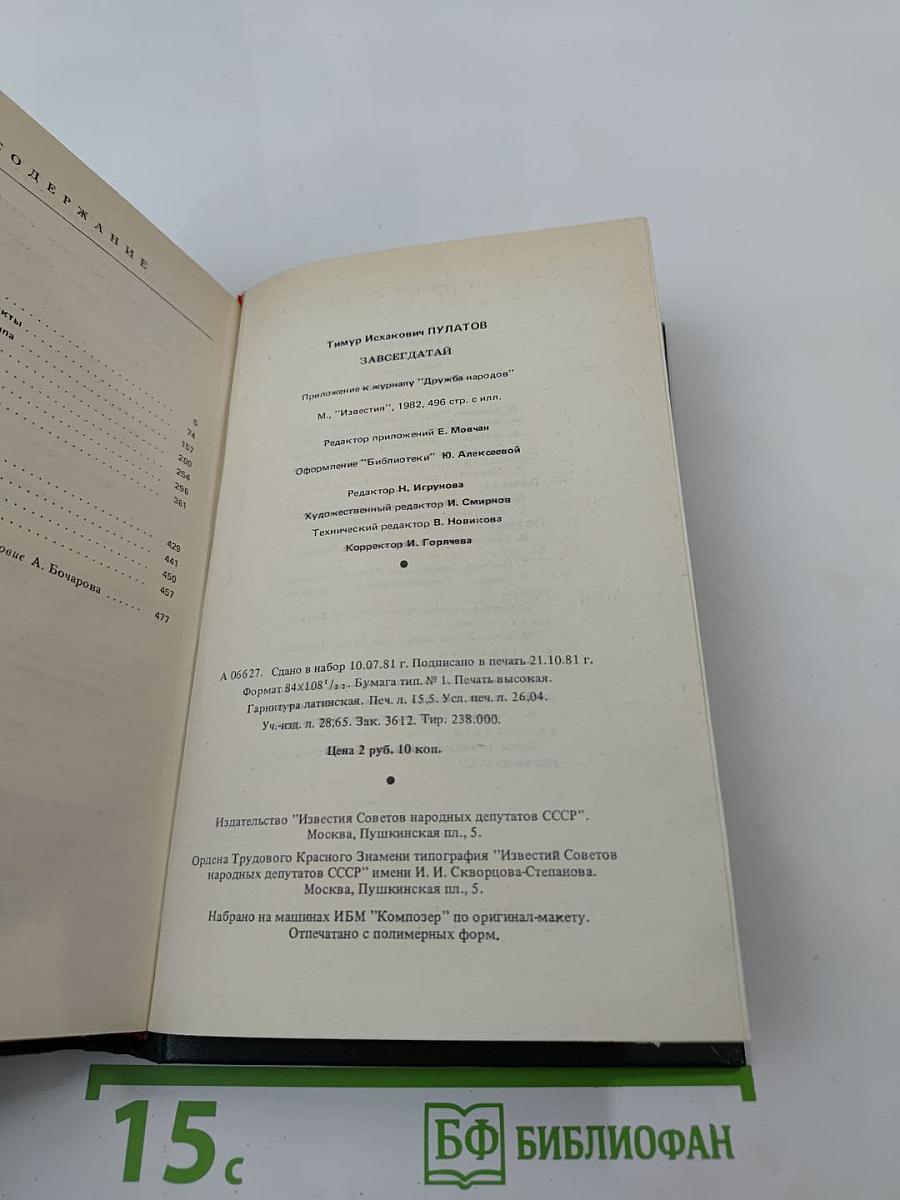 СОДЕРЖАНИЕ
5
74
157
200
254
296
361
429
441
450
457
А. Бочарова ...... 477
Тимур Исхакович ПУЛАТОВ
ЗАВСЕГДАТАЙ
Приложение к журналу "Дружба народов"
М., "Известия", 1982, 496 стр. с илл.
Редактор приложений Е. Мовчан
Оформление "Библиотеки" Ю. Алексеевой
Редактор Н. Игрунова
Художественный редактор И. Смирнов
Технический редактор В. Новикова
Корректор И. Горячева
А 06627. Сдано в набор 10.07.81 г. Подписано в печать 21.10.81 г.
Формат 84Х108 1/32. Бумага тип. № 1. Печать высокая.
Гарнитура латинская. Печ. л. 15,5. Усл. печ. л. 26,04.
Уч.-изд. л. 28,65. Зак. 3612. Тир. 238.000.
Цена 2 руб. 10 коп.
Издательство "Известия Советов народных депутатов СССР".
Москва, Пушкинская пл., 5.
Ордена Трудового Красного Знамени типография "Известий Советов
народных депутатов СССР" имени И. И. Скворцова-Степанова.
Москва, Пушкинская пл., 5.
Набрано на машинах ИБМ "Композер" по оригинал-макету.
Отпечатано с полимерных форм.
15 с
БФ БИБЛИОФАН